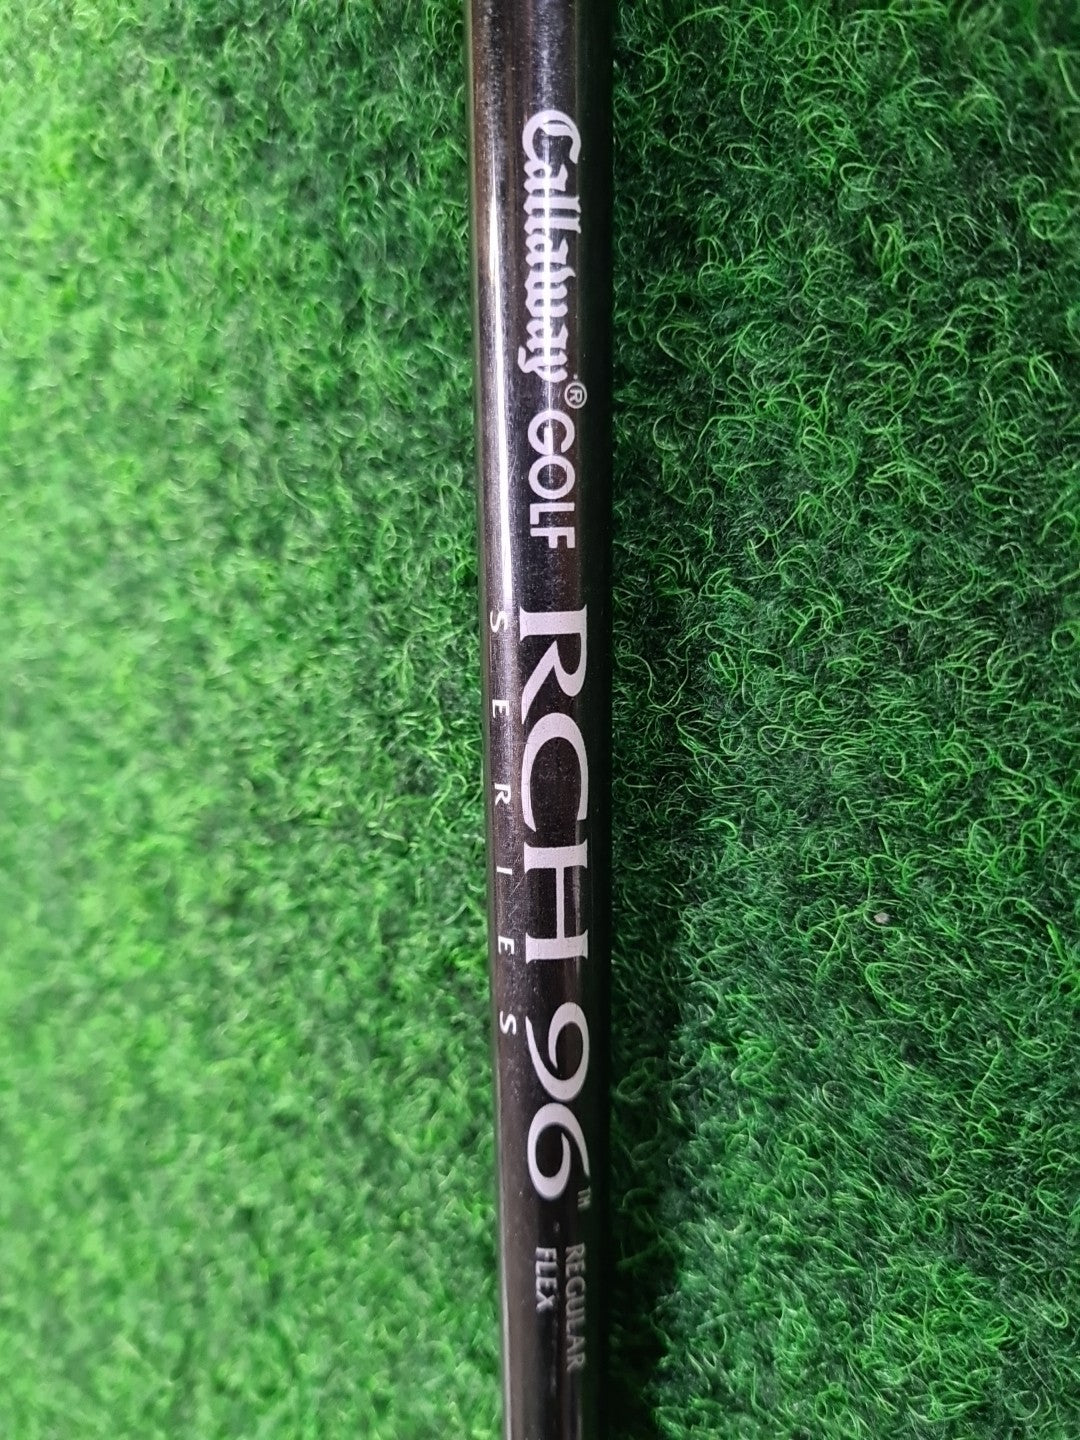 Callaway® GOLF RCH 96™ REGULAR
FLEX
SERIES